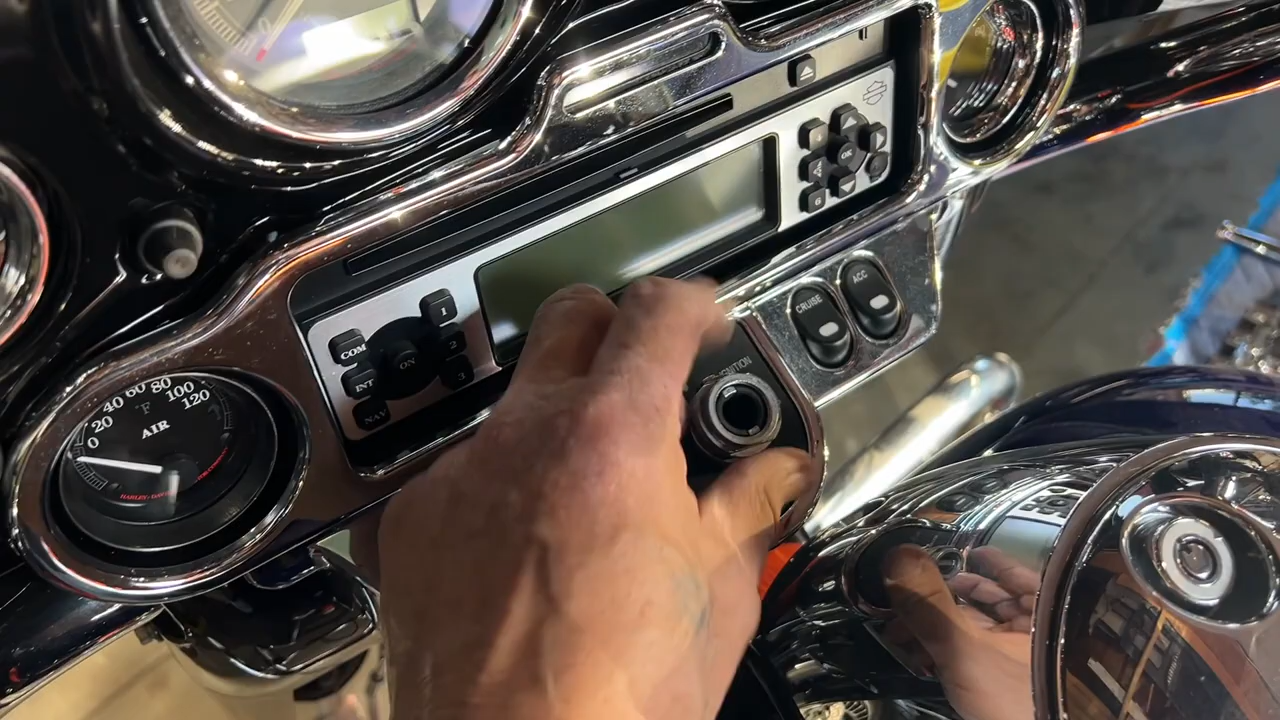 0 20 40 60 80 100 120
°F
AIR
COM
INT
NAV
ON
1
2
3
OK
6
IGNITION
CRUISE
ACC